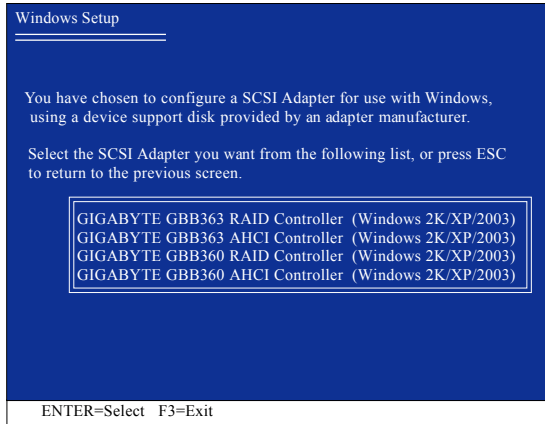 Windows Setup
You have chosen to configure a SCSI Adapter for use with Windows,
using a device support disk provided by an adapter manufacturer.
Select the SCSI Adapter you want from the following list, or press ESC
to return to the previous screen.
GIGABYTE GBB363 RAID Controller (Windows 2K/XP/2003)
GIGABYTE GBB363 AHCI Controller (Windows 2K/XP/2003)
GIGABYTE GBB360 RAID Controller (Windows 2K/XP/2003)
GIGABYTE GBB360 AHCI Controller (Windows 2K/XP/2003)
ENTER=Select F3=Exit